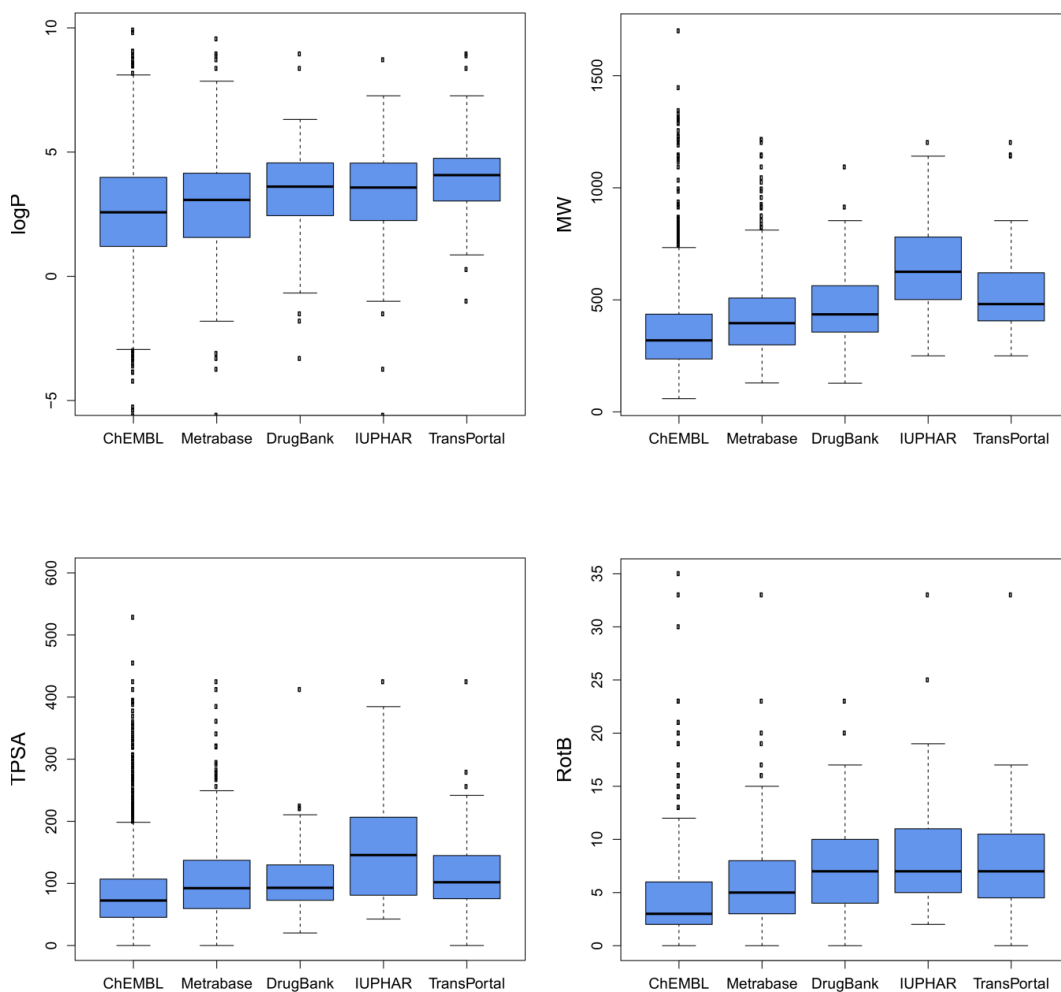 logP
10
5
0
−5
ChEMBL Metrabase DrugBank IUPHAR TransPortal
MW
1500
1000
500
0
ChEMBL Metrabase DrugBank IUPHAR TransPortal
TPSA
600
500
400
300
200
100
0
ChEMBL Metrabase DrugBank IUPHAR TransPortal
RotB
35
30
25
20
15
10
5
0
ChEMBL Metrabase DrugBank IUPHAR TransPortal